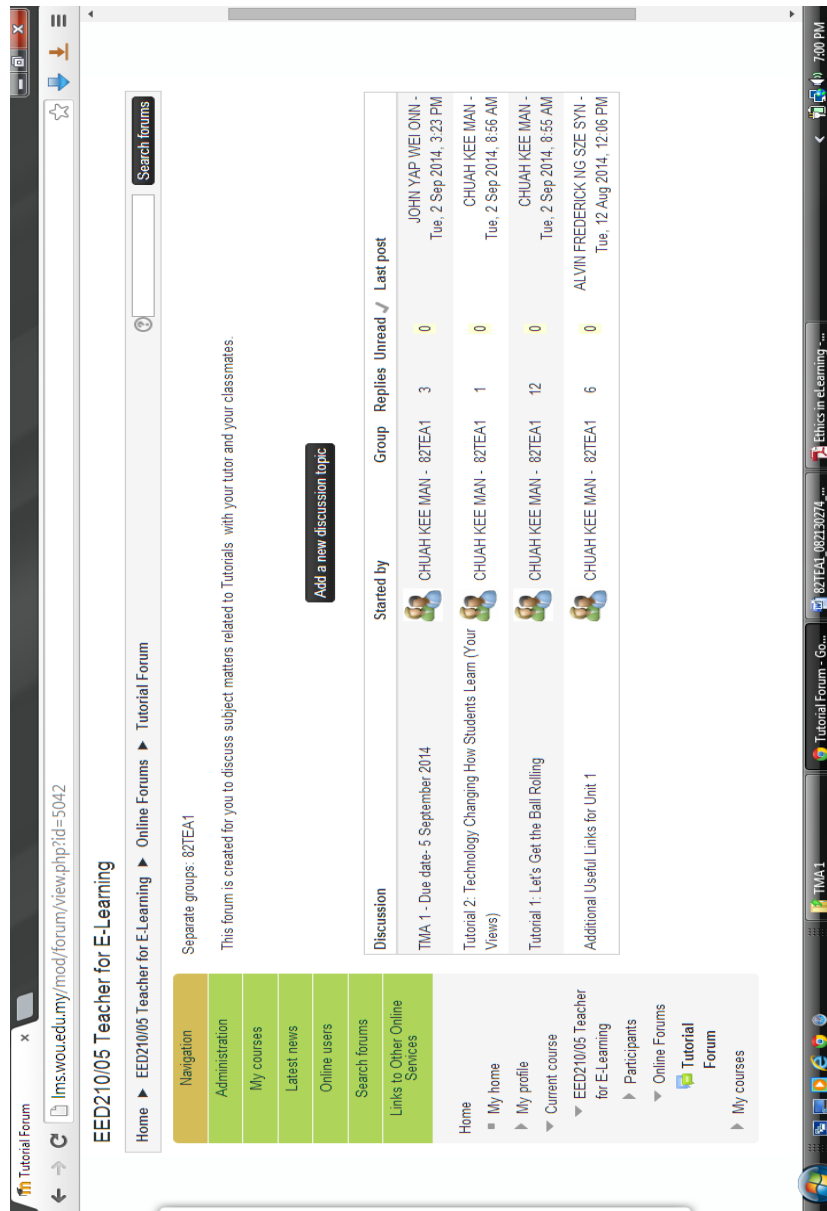 Tutorial Forum
lms.wou.edu.my/mod/forum/view.php?id=5042
EED210/05 Teacher for E-Learning
Home ► EED210/05 Teacher for E-Learning ► Online Forums ► Tutorial Forum
Search forums
Navigation
Administration
My courses
Latest news
Online users
Search forums
Links to Other Online
Services
Home
My home
My profile
Current course
EED210/05 Teacher
for E-Learning
Participants
Online Forums
Tutorial
Forum
My courses
Separate groups: 82TEA1
This forum is created for you to discuss subject matters related to Tutorials with your tutor and your classmates.
Add a new discussion topic
Discussion Started by Group Replies Unread Last post
TMA 1 - Due date- 5 September 2014 CHUAH KEE MAN - 82TEA1 3 0 JOHN YAP WEI ONN -
Tue, 2 Sep 2014, 3:23 PM
Tutorial 2: Technology Changing How Students Learn (Your CHUAH KEE MAN - 82TEA1 1 0 CHUAH KEE MAN -
Views) Tue, 2 Sep 2014, 8:56 AM
Tutorial 1: Let's Get the Ball Rolling CHUAH KEE MAN - 82TEA1 12 0 CHUAH KEE MAN -
Tue, 2 Sep 2014, 8:55 AM
Additional Useful Links for Unit 1 CHUAH KEE MAN - 82TEA1 6 0 ALVIN FREDERICK NG SZE SYN -
Tue, 12 Aug 2014, 12:06 PM
TMA 1
Tutorial Forum - Go...
82TEA1_082130274_...
Ethics in eLearning -...
7:00 PM